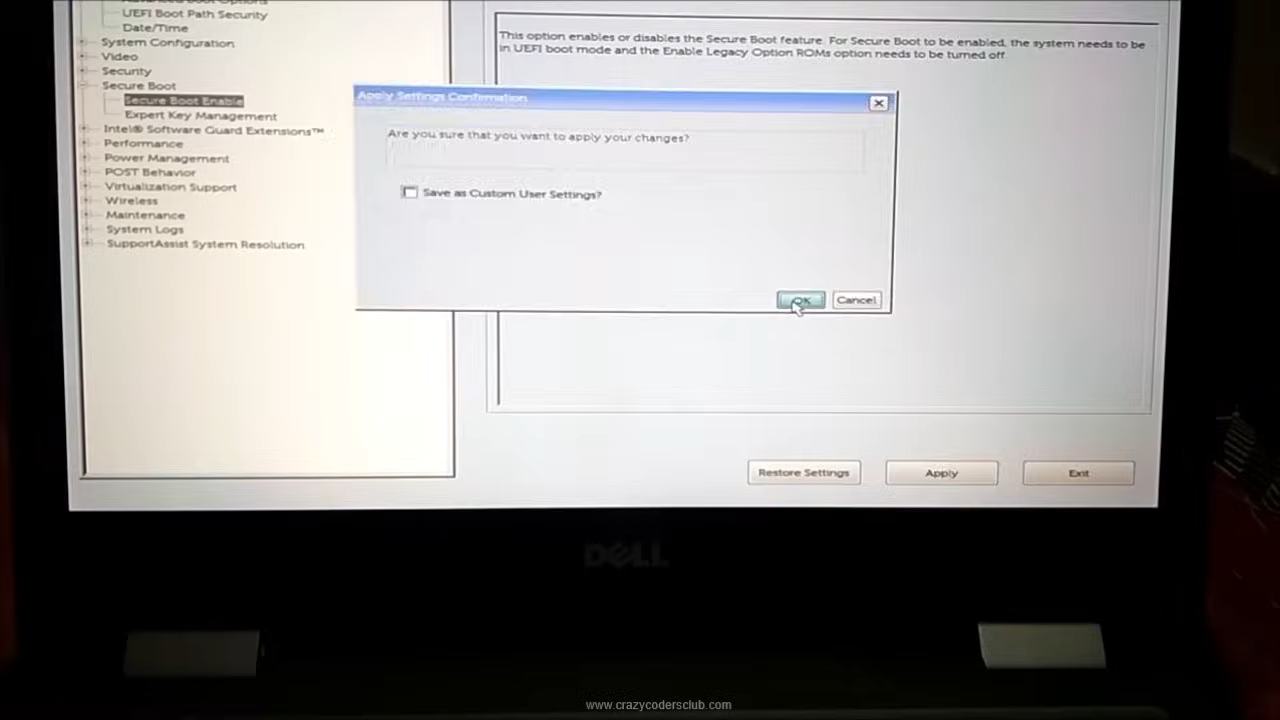 UEFI Boot Path Security
Date/Time
System Configuration
Video
Security
Secure Boot
Secure Boot Enable
Expert Key Management
Intel® Software Guard Extensions™
Performance
Power Management
POST Behavior
Virtualization Support
Wireless
Maintenance
System Logs
SupportAssist System Resolution
This option enables or disables the Secure Boot feature. For Secure Boot to be enabled, the system needs to be
in UEFI boot mode and the Enable Legacy Option ROMs option needs to be turned off.
Apply Settings Confirmation
Are you sure that you want to apply your changes?
Save as Custom User Settings?
OK
Cancel
Restore Settings
Apply
Exit
DELL
www.crazycodersclub.com